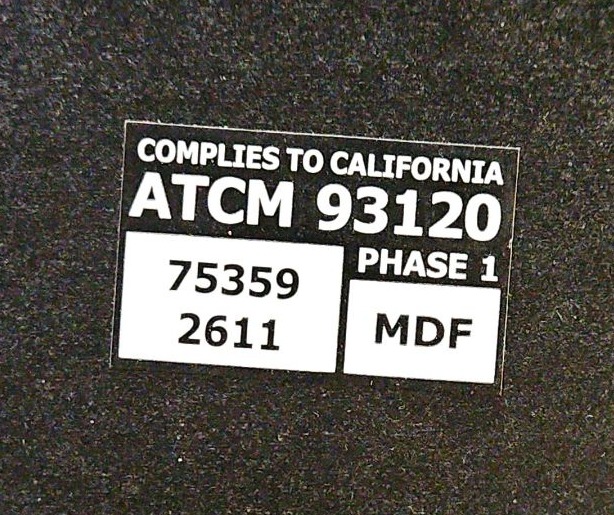 COMPLIES TO CALIFORNIA
ATCM 93120
PHASE 1
75359
2611
MDF